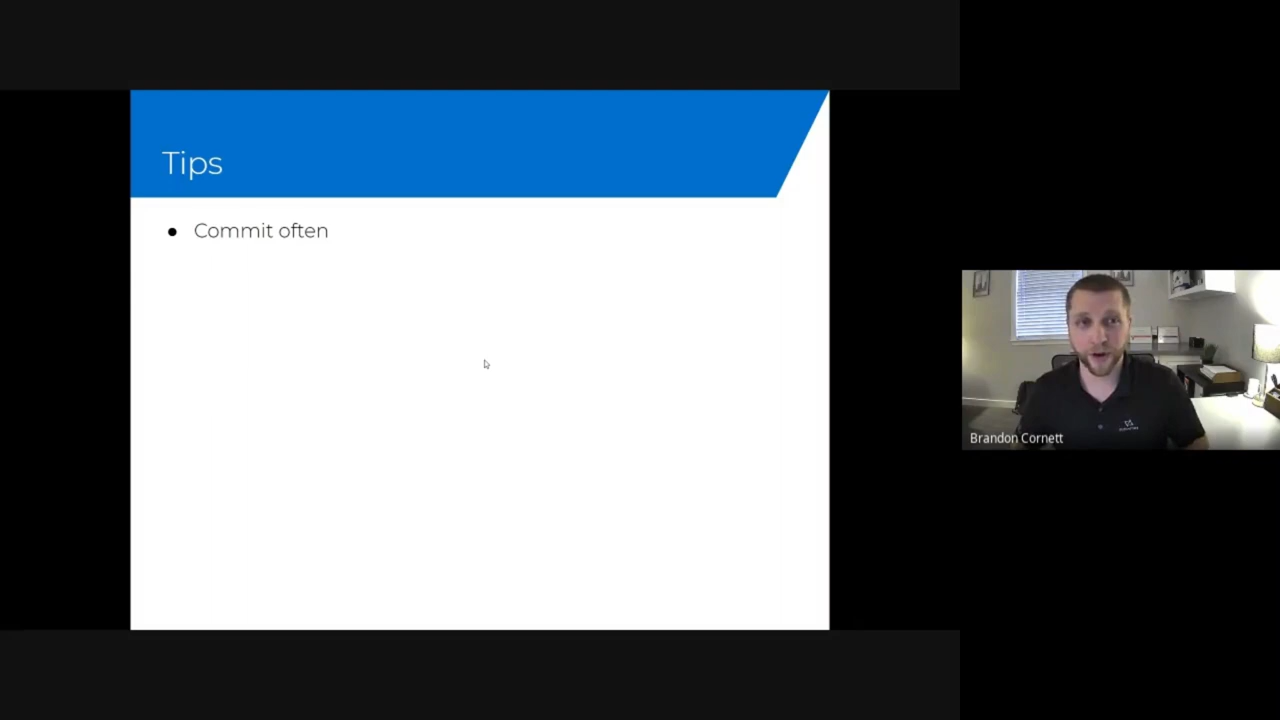 Tips
● Commit often
Brandon Cornett